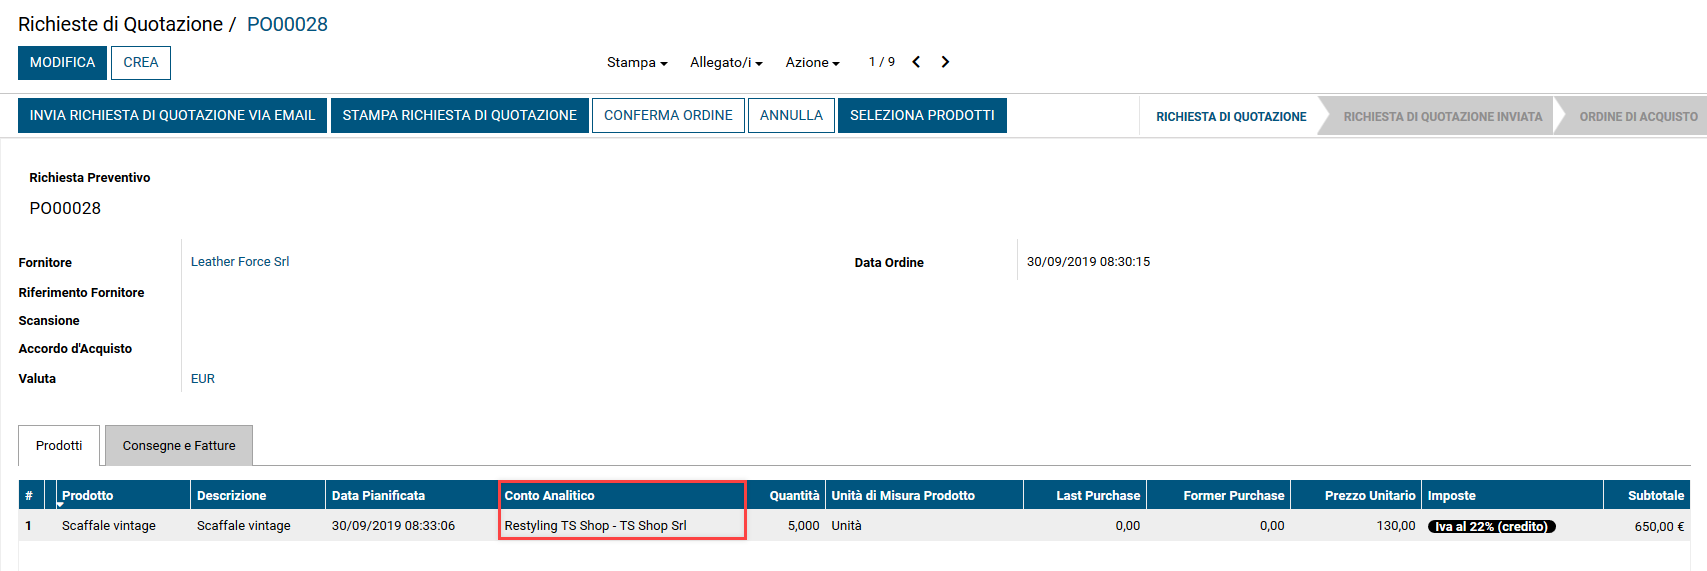 Richieste di Quotazione / PO00028
MODIFICA CREA Stampa Allegato/i Azione 1 / 9
INVIA RICHIESTA DI QUOTAZIONE VIA EMAIL STAMPA RICHIESTA DI QUOTAZIONE CONFERMA ORDINE ANNULLA SELEZIONA PRODOTTI RICHIESTA DI QUOTAZIONE RICHIESTA DI QUOTAZIONE INVIATA ORDINE DI ACQUISTO
Richiesta Preventivo
PO00028
Fornitore Leather Force Srl Data Ordine 30/09/2019 08:30:15
Riferimento Fornitore
Scansione
Accordo d'Acquisto
Valuta EUR
Prodotti Consegne e Fatture
# Prodotto Descrizione Data Pianificata Conto Analitico Quantità Unità di Misura Prodotto Last Purchase Former Purchase Prezzo Unitario Imposte Subtotale
1 Scaffale vintage Scaffale vintage 30/09/2019 08:33:06 Restyling TS Shop - TS Shop Srl 5,000 Unità 0,00 0,00 130,00 Iva al 22% (credito) 650,00 €